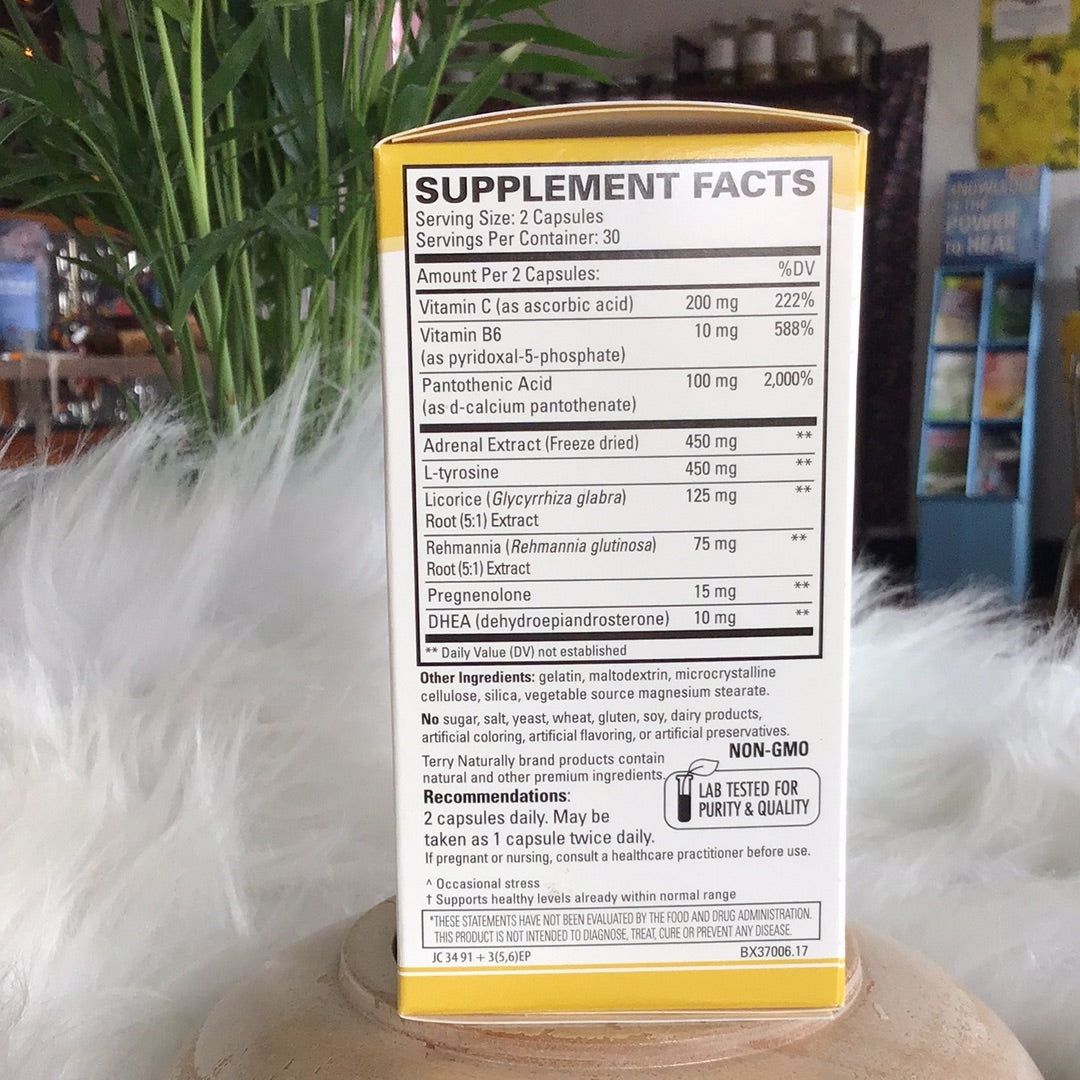 SUPPLEMENT FACTS
Serving Size: 2 Capsules
Servings Per Container: 30
Amount Per 2 Capsules: %DV
Vitamin C (as ascorbic acid) 200 mg 222%
Vitamin B6 10 mg 588%
(as pyridoxal-5-phosphate)
Pantothenic Acid 100 mg 2,000%
(as d-calcium pantothenate)
Adrenal Extract (Freeze dried) 450 mg **
L-tyrosine 450 mg **
Licorice (Glycyrrhiza glabra) 125 mg **
Root (5:1) Extract
Rehmannia (Rehmannia glutinosa) 75 mg **
Root (5:1) Extract
Pregnenolone 15 mg **
DHEA (dehydroepiandrosterone) 10 mg **
** Daily Value (DV) not established
Other Ingredients: gelatin, maltodextrin, microcrystalline
cellulose, silica, vegetable source magnesium stearate.
No sugar, salt, yeast, wheat, gluten, soy, dairy products,
artificial coloring, artificial flavoring, or artificial preservatives.
NON-GMO
Terry Naturally brand products contain
natural and other premium ingredients.
LAB TESTED FOR
PURITY & QUALITY
Recommendations:
2 capsules daily. May be
taken as 1 capsule twice daily.
If pregnant or nursing, consult a healthcare practitioner before use.
^ Occasional stress
† Supports healthy levels already within normal range
*THESE STATEMENTS HAVE NOT BEEN EVALUATED BY THE FOOD AND DRUG ADMINISTRATION.
THIS PRODUCT IS NOT INTENDED TO DIAGNOSE, TREAT, CURE OR PREVENT ANY DISEASE.
JC 34 91 + 3(5,6)EP BX37006.17
KNOWLEDGE
IS THE
POWER
TO HEAL